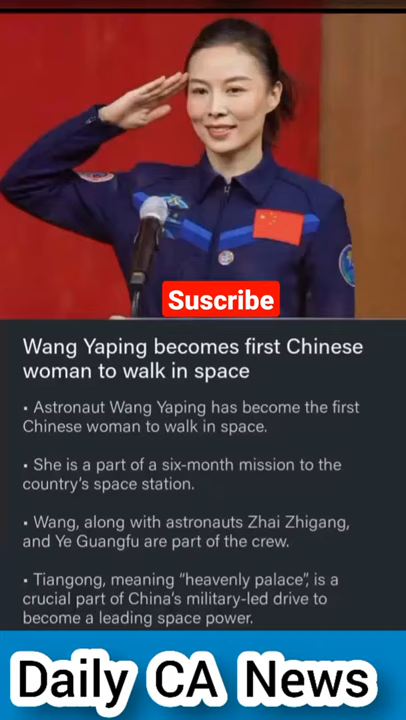 Suscribe
Wang Yaping becomes first Chinese
woman to walk in space
• Astronaut Wang Yaping has become the first
Chinese woman to walk in space.
• She is a part of a six-month mission to the
country's space station.
• Wang, along with astronauts Zhai Zhigang,
and Ye Guangfu are part of the crew.
• Tiangong, meaning "heavenly palace", is a
crucial part of China's military-led drive to
become a leading space power.
Daily CA News